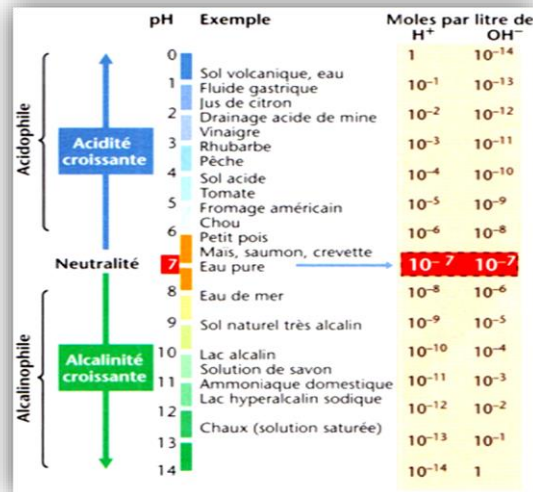 pH Exemple Moles par litre de
H+ OH−
0 1 10−14
Sol volcanique, eau
1 Fluide gastrique 10−1 10−13
Jus de citron
2 Drainage acide de mine 10−2 10−12
Vinaigre
3 Rhubarbe 10−3 10−11
Pêche
4 Sol acide 10−4 10−10
Tomate
5 Fromage américain 10−5 10−9
Chou
6 Petit pois 10−6 10−8
Maïs, saumon, crevette
Neutralité 7 Eau pure 10−7 10−7
8 Eau de mer 10−8 10−6
9 Sol naturel très alcalin 10−9 10−5
10 Lac alcalin 10−10 10−4
Solution de savon
11 Ammoniaque domestique 10−11 10−3
Lac hyperalcalin sodique
12 10−12 10−2
Chaux (solution saturée)
13 10−13 10−1
14 10−14 1
Acidophile
Acidité
croissante
Alcalinophile
Alcalinité
croissante